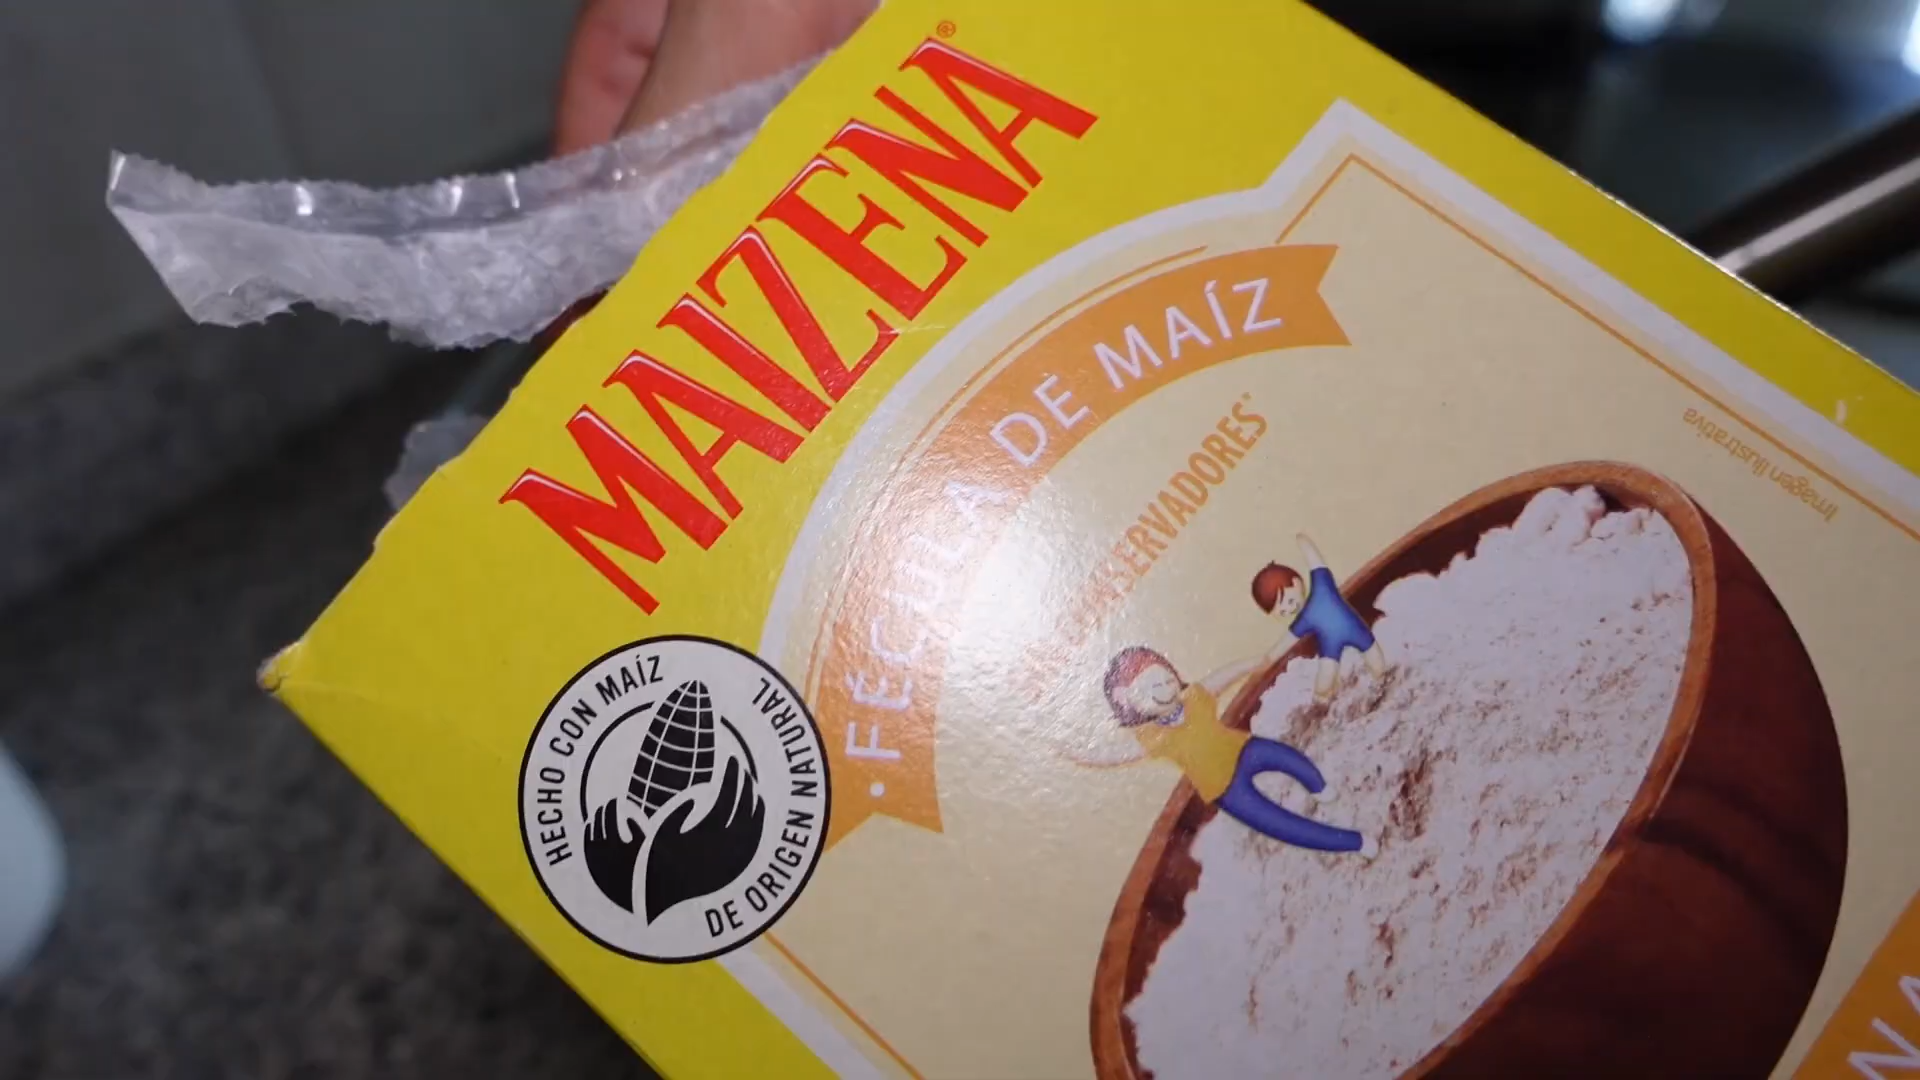 MAIZENA®
• FÉCULA DE MAÍZ
CONSERVADORES*
HECHO CON MAÍZ
DE ORIGEN NATURAL
Imagen Ilustrativa